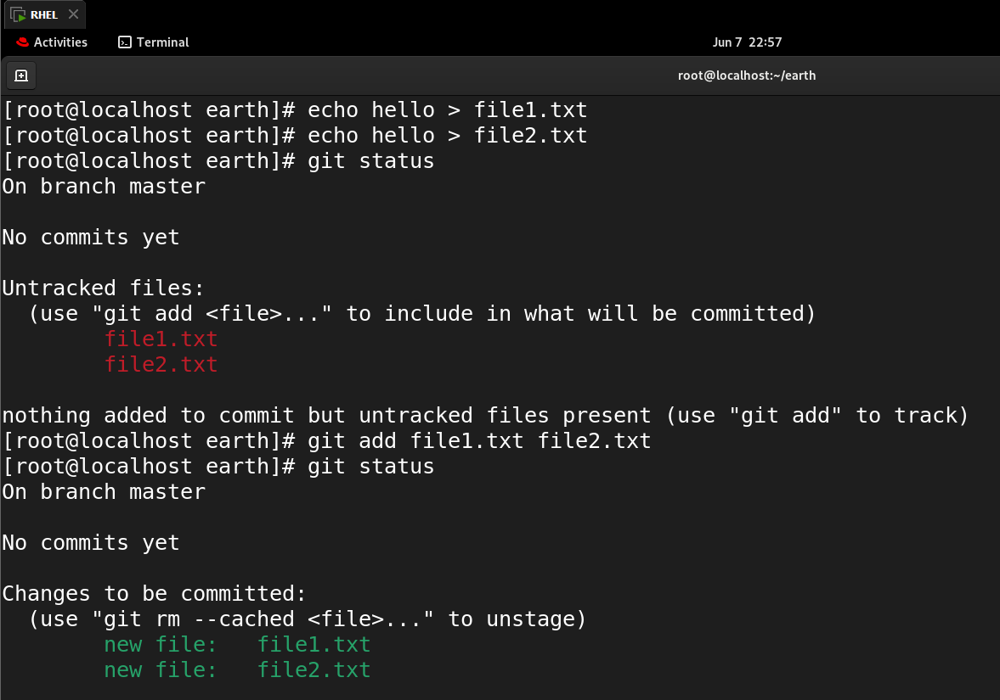 RHEL
Activities Terminal Jun 7 22:57
root@localhost:~/earth
[root@localhost earth]# echo hello > file1.txt
[root@localhost earth]# echo hello > file2.txt
[root@localhost earth]# git status
On branch master
No commits yet
Untracked files:
  (use "git add <file>..." to include in what will be committed)
        file1.txt
        file2.txt
nothing added to commit but untracked files present (use "git add" to track)
[root@localhost earth]# git add file1.txt file2.txt
[root@localhost earth]# git status
On branch master
No commits yet
Changes to be committed:
  (use "git rm --cached <file>..." to unstage)
        new file:   file1.txt
        new file:   file2.txt